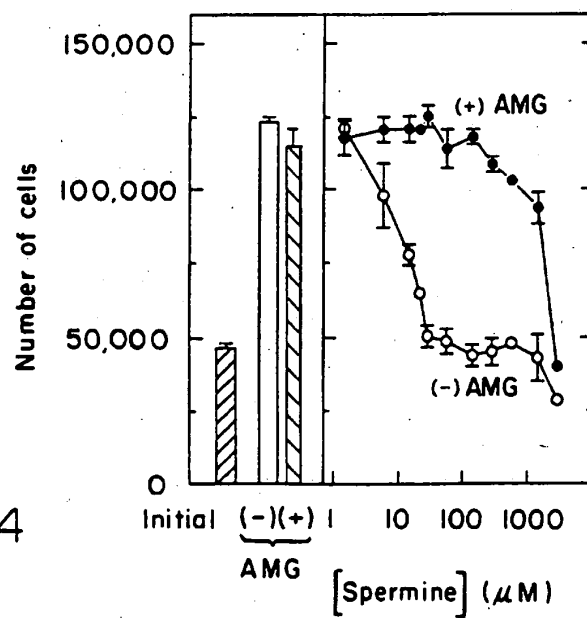 Number of cells
150,000
100,000
50,000
0
(+) AMG
(-) AMG
4
Initial (-)(+) 1 10 100 1000
AMG
[Spermine] (μM)